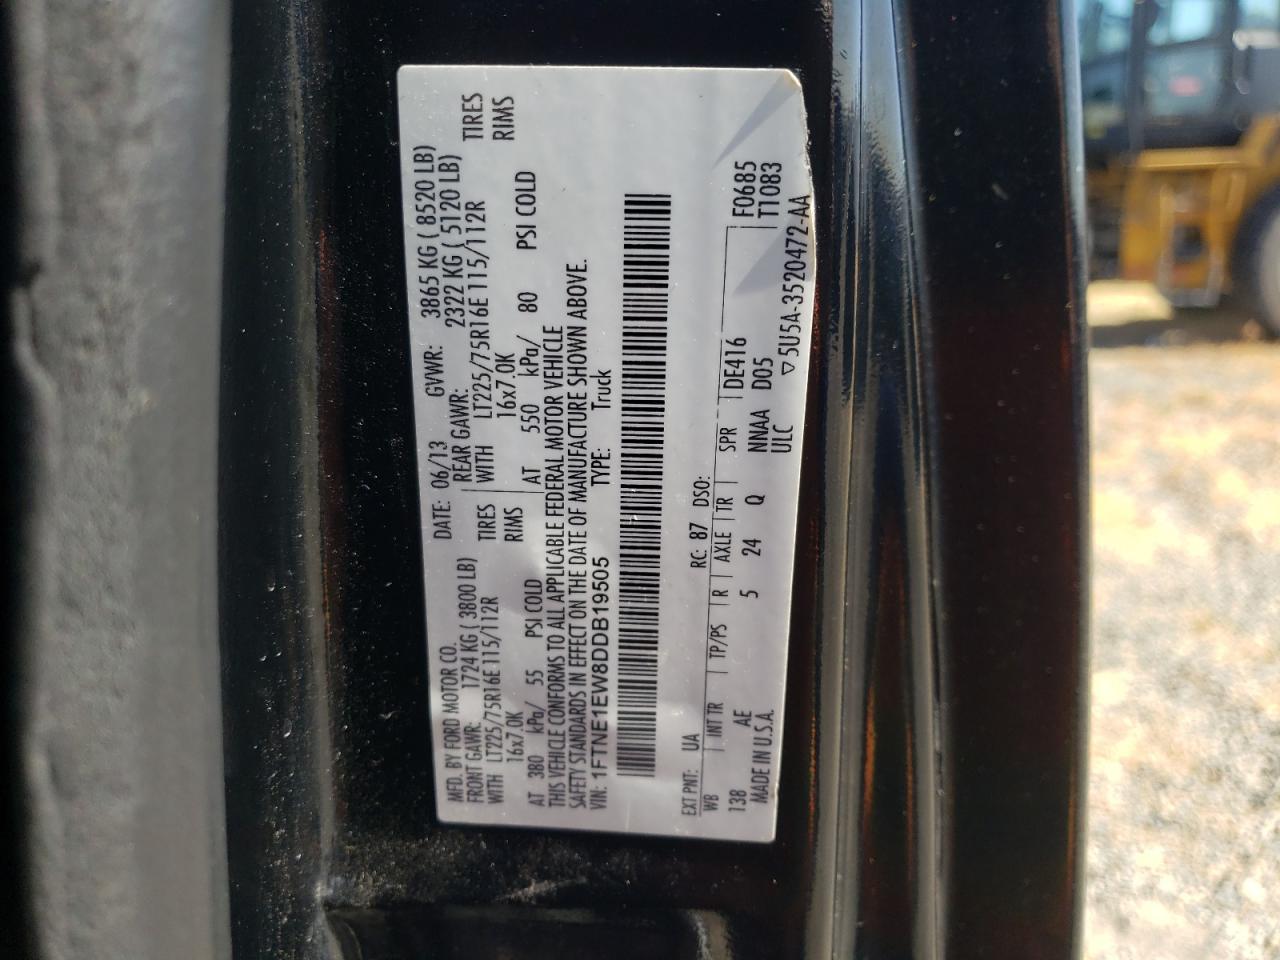 MFD. BY FORD MOTOR CO. DATE: 06/13 GVWR: 3865 KG ( 8520 LB)
FRONT GAWR: 1724 KG ( 3800 LB) REAR GAWR: 2322 KG ( 5120 LB)
WITH LT225/75R16E 115/112R TIRES WITH LT225/75R16E 115/112R TIRES
16x7.0K RIMS 16x7.0K RIMS
AT 380 kPa/ 55 PSI COLD AT 550 kPa/ 80 PSI COLD
THIS VEHICLE CONFORMS TO ALL APPLICABLE FEDERAL MOTOR VEHICLE
SAFETY STANDARDS IN EFFECT ON THE DATE OF MANUFACTURE SHOWN ABOVE.
VIN: 1FTNE1EW8DDB19505 TYPE: Truck
EXT PNT: UA RC: 87 DSO:
WB INT TR TP/PS R AXLE TR SPR DE416 F0685
138 AE 5 24 Q NNAA D05 T1083
MADE IN U.S.A. ULC
▽5U5A-3520472-AA